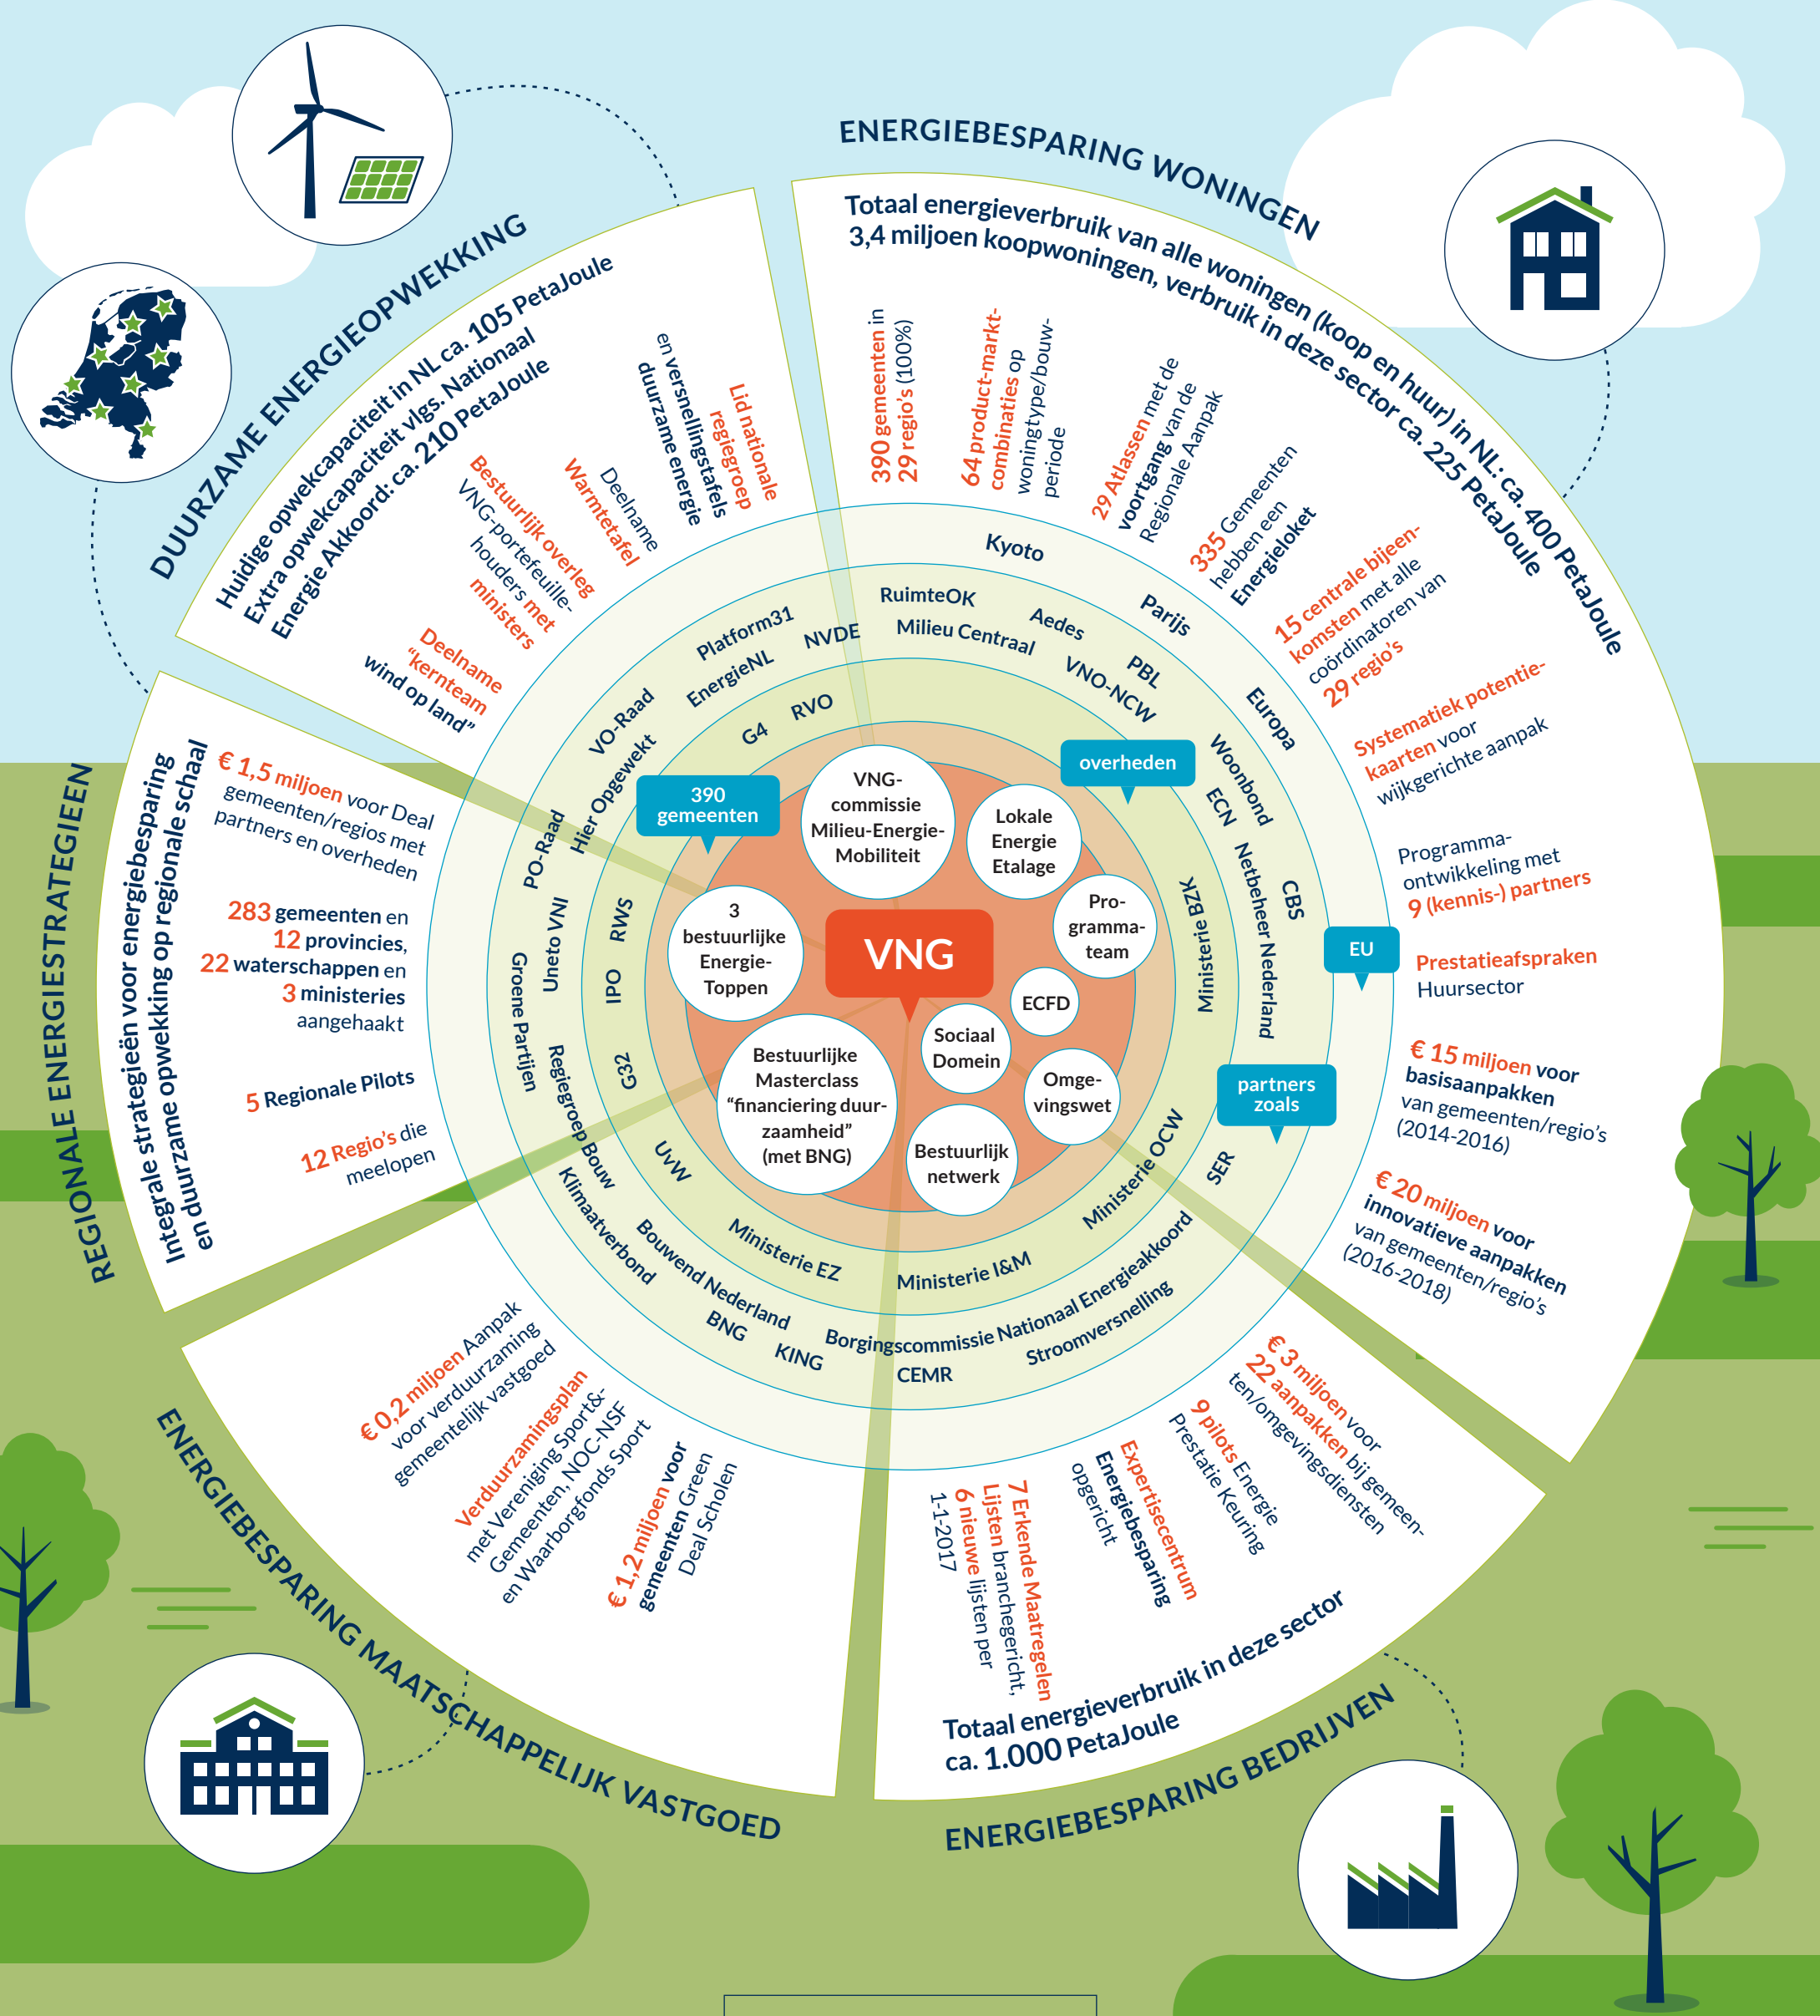 ENERGIEBESPARING WONINGEN
Totaal energieverbruik van alle woningen (koop en huur) in NL: ca. 400 PetaJoule
3,4 miljoen koopwoningen, verbruik in deze sector ca. 225 PetaJoule
390 gemeenten in
29 regio's (100%)
64 product-markt-
combinaties op
woningtype/bouw-
periode
29 Atlassen met de
voortgang van de
Regionale Aanpak
335 Gemeenten
hebben een
Energieloket
15 centrale bijeen-
komsten met alle
coördinatoren van
29 regio's
Systematiek potentie-
kaarten voor
wijkgerichte aanpak
Programma-
ontwikkeling met
9 (kennis-) partners
Prestatieafspraken
Huursector
€ 15 miljoen voor
basisaanpakken
van gemeenten/regio's
(2014-2016)
€ 20 miljoen voor
innovatieve aanpakken
van gemeenten/regio's
(2016-2018)
ENERGIEBESPARING BEDRIJVEN
€ 3 miljoen voor
22 aanpakken bij gemeen-
ten/omgevingsdiensten
9 pilots Energie
Prestatie Keuring
Expertisecentrum
Energiebesparing
opgericht
7 Erkende Maatregelen
Lijsten branchegericht,
6 nieuwe lijsten per
1-1-2017
Totaal energieverbruik in deze sector
ca. 1.000 PetaJoule
ENERGIEBESPARING MAATSCHAPPELIJK VASTGOED
€ 0,2 miljoen Aanpak
voor verduurzaming
gemeentelijk vastgoed
Verduurzamingsplan
met Vereniging Sport&-
Gemeenten, NOC-NSF
en Waarborgfonds Sport
€ 1,2 miljoen voor
gemeenten Green
Deal Scholen
REGIONALE ENERGIESTRATEGIEEN
Integrale strategieën voor energiebesparing
en duurzame opwekking op regionale schaal
€ 1,5 miljoen voor Deal
gemeenten/regios met
partners en overheden
283 gemeenten en
12 provincies,
22 waterschappen en
3 ministeries
aangehaakt
5 Regionale Pilots
12 Regio's die
meelopen
DUURZAME ENERGIEOPWEKKING
Huidige opwekcapaciteit in NL ca. 105 PetaJoule
Extra opwekcapaciteit vlgs. Nationaal
Energie Akkoord: ca. 210 PetaJoule
Deelname
“kernteam
wind op land”
Bestuurlijk overleg
VNG-portefeuille-
houders met
ministers
Warmtetafel
Deelname
en versnellingstafels
duurzame energie
Lid nationale
regiegroep
EU
Kyoto
Parijs
Europa
partners
zoals
RuimteOK
Milieu Centraal
Aedes
VNO-NCW
PBL
Woonbond
ECN
CBS
Netbeheer Nederland
SER
Borgingscommissie Nationaal Energieakkoord
Stroomversnelling
CEMR
KING
BNG
Bouwend Nederland
Klimaatverbond
Regiegroep Bouw
Groene Partijen
Uneto VNI
PO-Raad
Hier Opgewekt
VO-Raad
EnergieNL
Platform31
NVDE
overheden
Ministerie BZK
Ministerie OCW
Ministerie I&M
Ministerie EZ
UvW
G32
IPO
RWS
G4
RVO
390
gemeenten
VNG
VNG-
commissie
Milieu-Energie-
Mobiliteit
Lokale
Energie
Etalage
Pro-
gramma-
team
ECFD
Sociaal
Domein
Omge-
vingswet
Bestuurlijk
netwerk
Bestuurlijke
Masterclass
“financiering duur-
zaamheid”
(met BNG)
3
bestuurlijke
Energie-
Toppen